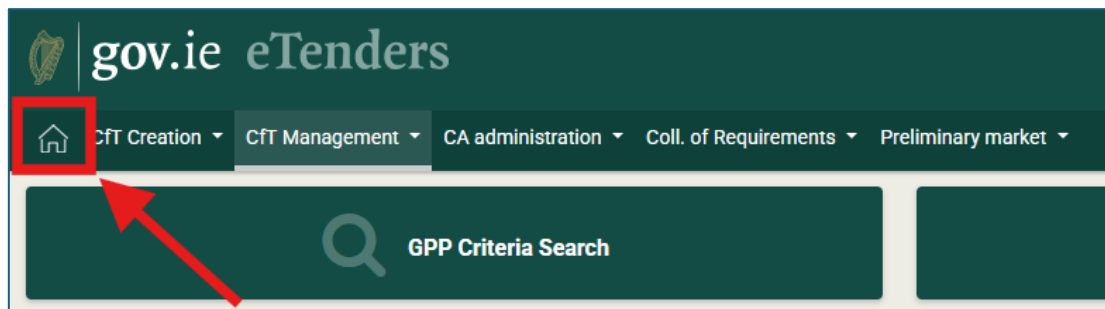 gov.ie eTenders
CfT Creation CfT Management CA administration Coll. of Requirements Preliminary market
GPP Criteria Search